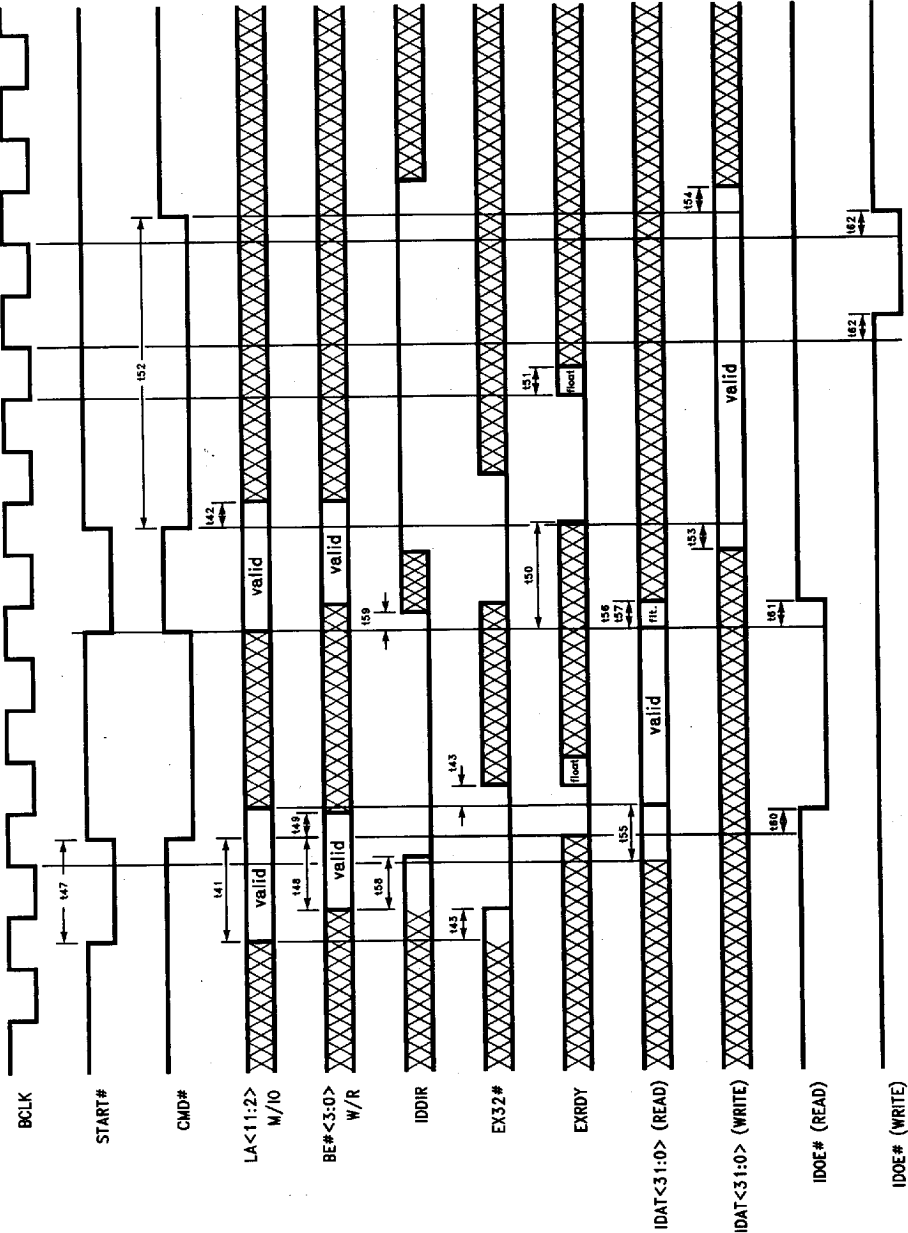 BCLK
START#
t47
CMD#
t52
LA<11:2>
M/IO
t41
valid
valid
t42
BE#<3:0>
W/R
t48
t49
valid
valid
IDDIR
t58
t59
EX32#
t43
t43
EXRDY
float
t50
float
t51
IDAT<31:0> (READ)
t55
valid
flt.
t56
t57
IDAT<31:0> (WRITE)
t53
valid
t54
IDOE# (READ)
t60
t61
IDOE# (WRITE)
t62
t62